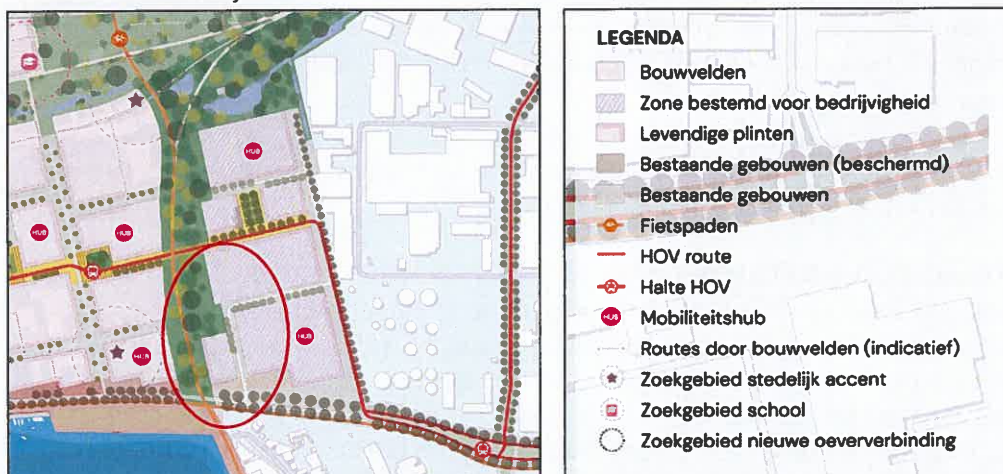 HUB
HUB
HUB
HUB
HUB
LEGENDA
Bouwvelden
Zone bestemd voor bedrijvigheid
Levendige plinten
Bestaande gebouwen (beschermd)
Bestaande gebouwen
Fietspaden
HOV route
Halte HOV
HUB Mobiliteitshub
Routes door bouwvelden (indicatief)
Zoekgebied stedelijk accent
Zoekgebied school
Zoekgebied nieuwe oeververbinding